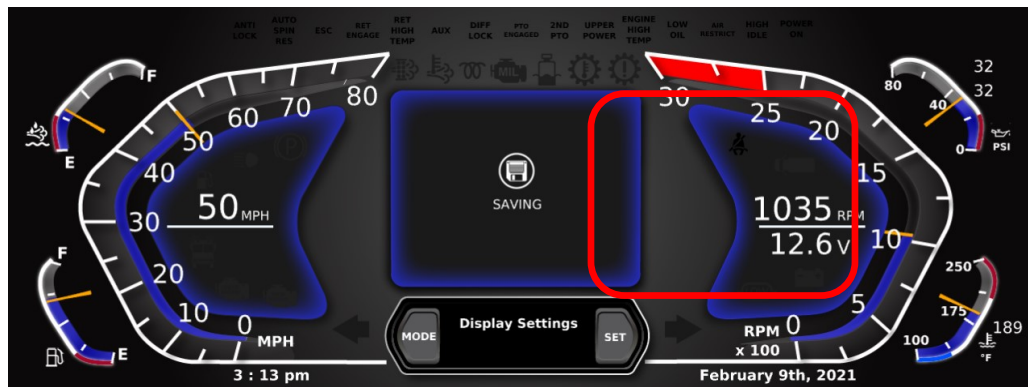 ANTI LOCK
AUTO SPIN RES
ESC
RET ENGAGE
RET HIGH TEMP
AUX
DIFF LOCK
PTO ENGAGED
2ND PTO
UPPER POWER
ENGINE HIGH TEMP
LOW OIL
AIR RESTRICT
HIGH IDLE
POWER ON
MIL
F
E
80
70
60
50
40
30
20
10
0
MPH
50 MPH
P
F
E
SAVING
30
25
20
15
10
5
0
RPM
x 100
1035 RPM
12.6 V
32
32
80
40
0
PSI
250
175
100
189
°F
MODE
Display Settings
SET
3 : 13 pm
February 9th, 2021